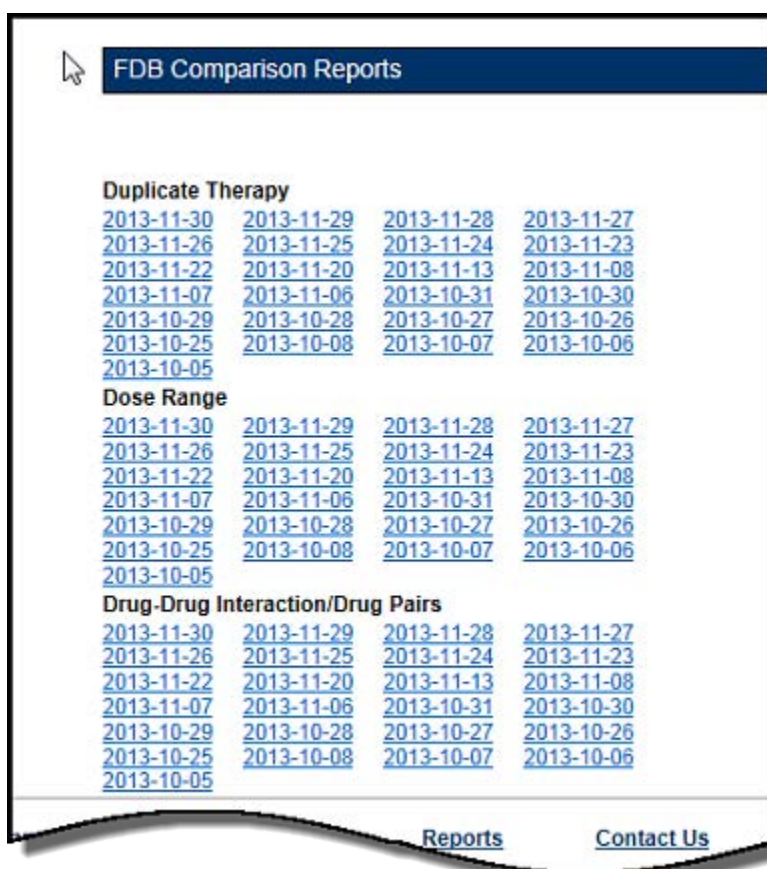 FDB Comparison Reports
Duplicate Therapy
2013-11-30 2013-11-29 2013-11-28 2013-11-27
2013-11-26 2013-11-25 2013-11-24 2013-11-23
2013-11-22 2013-11-20 2013-11-13 2013-11-08
2013-11-07 2013-11-06 2013-10-31 2013-10-30
2013-10-29 2013-10-28 2013-10-27 2013-10-26
2013-10-25 2013-10-08 2013-10-07 2013-10-06
2013-10-05
Dose Range
2013-11-30 2013-11-29 2013-11-28 2013-11-27
2013-11-26 2013-11-25 2013-11-24 2013-11-23
2013-11-22 2013-11-20 2013-11-13 2013-11-08
2013-11-07 2013-11-06 2013-10-31 2013-10-30
2013-10-29 2013-10-28 2013-10-27 2013-10-26
2013-10-25 2013-10-08 2013-10-07 2013-10-06
2013-10-05
Drug-Drug Interaction/Drug Pairs
2013-11-30 2013-11-29 2013-11-28 2013-11-27
2013-11-26 2013-11-25 2013-11-24 2013-11-23
2013-11-22 2013-11-20 2013-11-13 2013-11-08
2013-11-07 2013-11-06 2013-10-31 2013-10-30
2013-10-29 2013-10-28 2013-10-27 2013-10-26
2013-10-25 2013-10-08 2013-10-07 2013-10-06
2013-10-05
Reports Contact Us